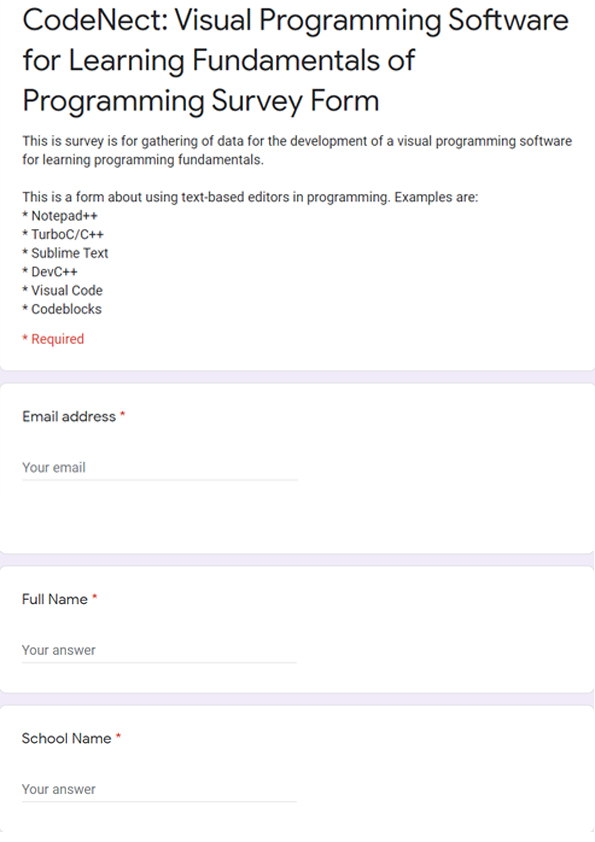 CodeNect: Visual Programming Software
for Learning Fundamentals of
Programming Survey Form
This is survey is for gathering of data for the development of a visual programming software
for learning programming fundamentals.
This is a form about using text-based editors in programming. Examples are:
* Notepad++
* TurboC/C++
* Sublime Text
* DevC++
* Visual Code
* Codeblocks
* Required
Email address *
Your email
Full Name *
Your answer
School Name *
Your answer